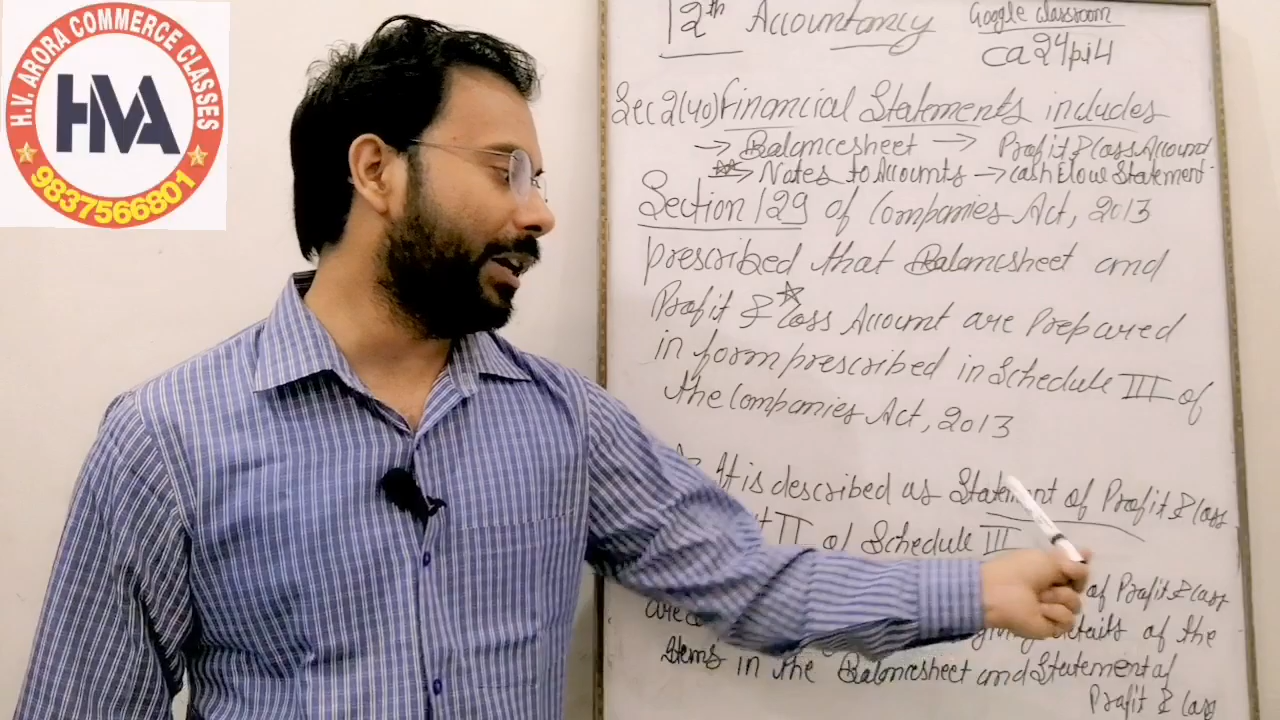 H.V. ARORA COMMERCE CLASSES
HVA
9837566801
12th Accountancy
Google classroom
ca24pi4
Sec 2(40) Financial Statements includes
→ Balancesheet → Profit & Loss Account
→ Notes to Accounts → Cash Flow Statement
Section 129 of Companies Act, 2013
prescribed that Balancesheet and
Profit & Loss Account are Prepared
in form prescribed in Schedule III of
the Companies Act, 2013
It is described as Statement of Profit & Loss
II of Schedule III
of Profit & Loss
are details of the
Items in the Balancesheet and Statement of
Profit & Loss